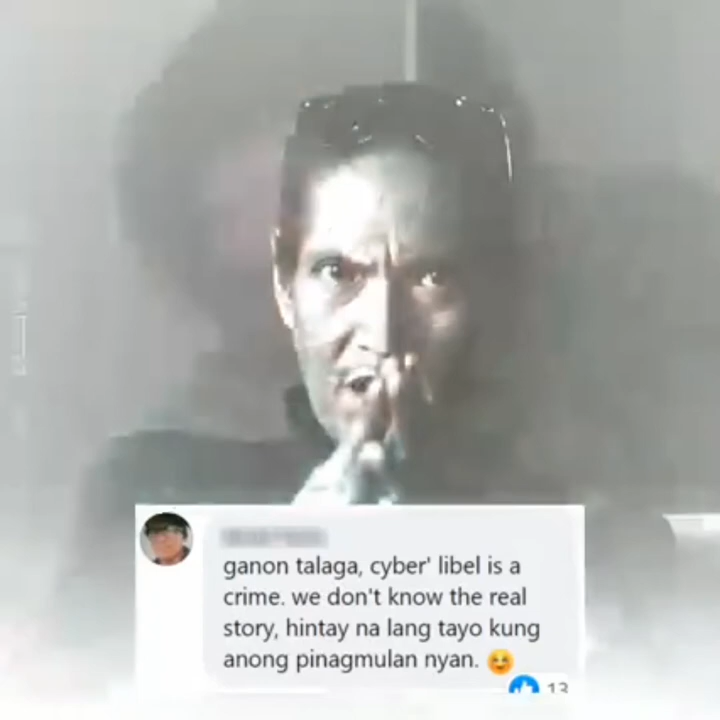 ganon talaga, cyber' libel is a
crime. we don't know the real
story, hintay na lang tayo kung
anong pinagmulan nyan. 😊
13